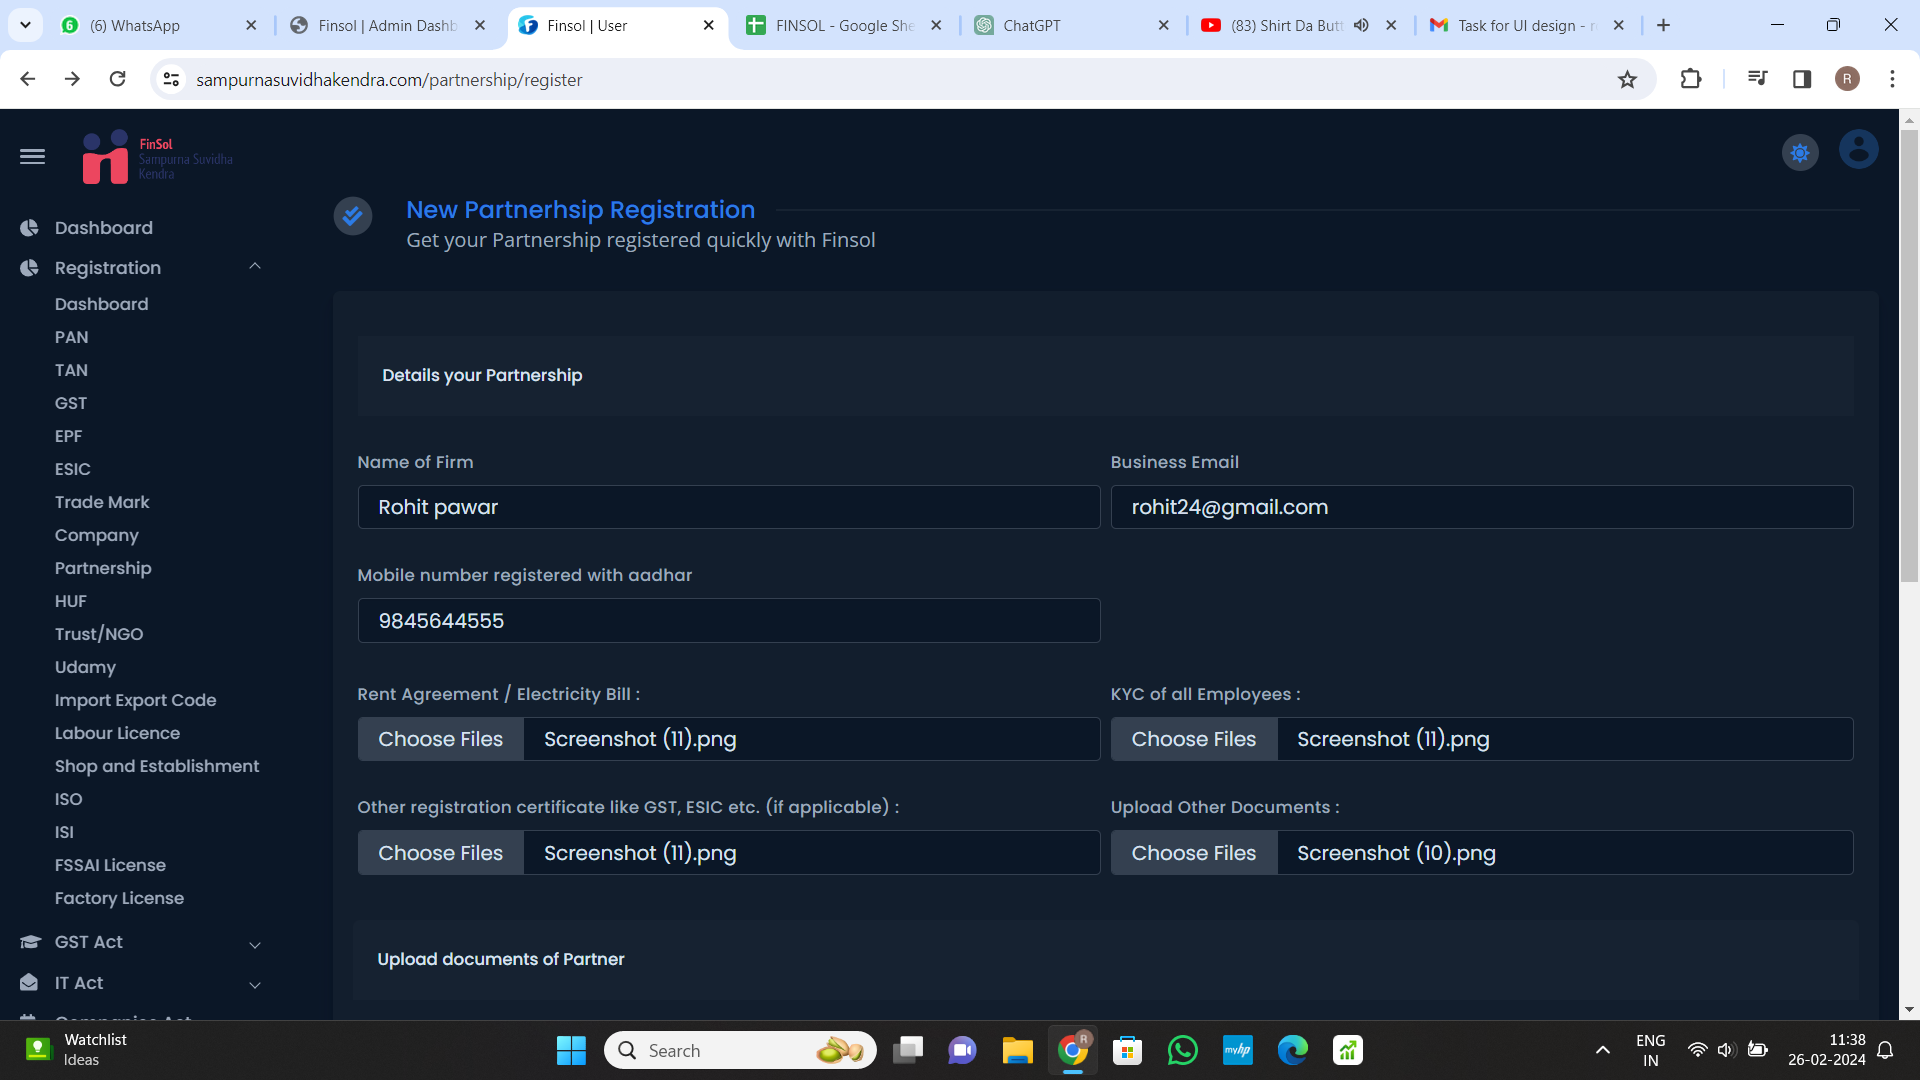 (6) WhatsApp
Finsol | Admin Dashb
Finsol | User
FINSOL - Google She
ChatGPT
(83) Shirt Da Butt
Task for UI design - r
sampurnasuvidhakendra.com/partnership/register
R
FinSol
Sampurna Suvidha
Kendra
New Partnerhsip Registration
Get your Partnership registered quickly with Finsol
Dashboard
Registration
Dashboard
PAN
TAN
GST
EPF
ESIC
Trade Mark
Company
Partnership
HUF
Trust/NGO
Udamy
Import Export Code
Labour Licence
Shop and Establishment
ISO
ISI
FSSAI License
Factory License
GST Act
IT Act
Companies Act
Details your Partnership
Name of Firm
Business Email
Rohit pawar
rohit24@gmail.com
Mobile number registered with aadhar
9845644555
Rent Agreement / Electricity Bill :
KYC of all Employees :
Choose Files Screenshot (11).png
Choose Files Screenshot (11).png
Other registration certificate like GST, ESIC etc. (if applicable) :
Upload Other Documents :
Choose Files Screenshot (11).png
Choose Files Screenshot (10).png
Upload documents of Partner
Watchlist
Ideas
Search
R
myhp
ENG
IN
11:38
26-02-2024